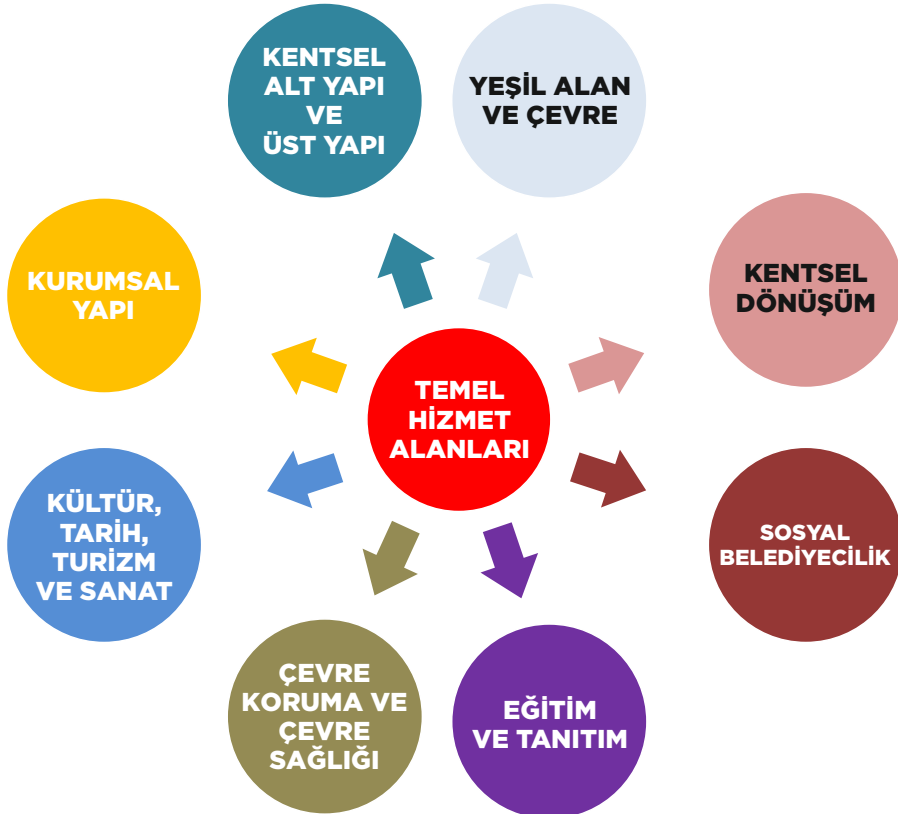 KENTSEL
ALT YAPI
VE
ÜST YAPI
YEŞİL ALAN
VE ÇEVRE
KURUMSAL
YAPI
KENTSEL
DÖNÜŞÜM
TEMEL
HİZMET
ALANLARI
KÜLTÜR,
TARİH,
TURİZM
VE SANAT
SOSYAL
BELEDİYECİLİK
ÇEVRE
KORUMA VE
ÇEVRE
SAĞLIĞI
EĞİTİM
VE TANITIM